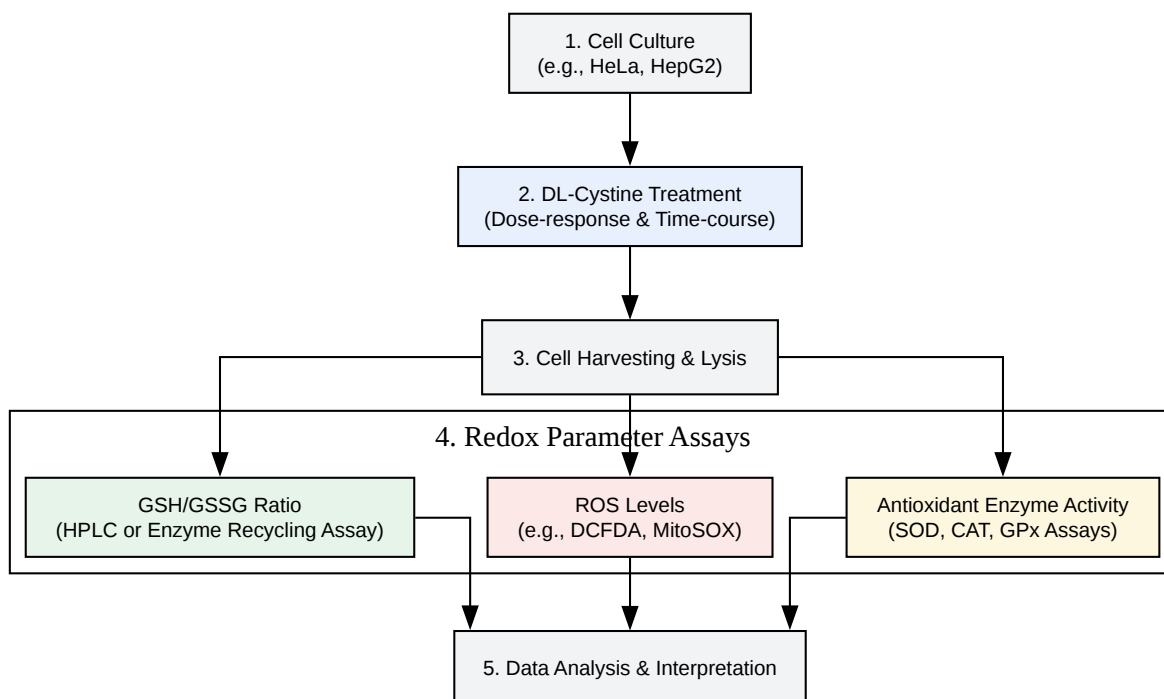 1. Cell Culture
(e.g., HeLa, HepG2)
2. DL-Cystine Treatment
(Dose-response & Time-course)
3. Cell Harvesting & Lysis
4. Redox Parameter Assays
GSH/GSSG Ratio
(HPLC or Enzyme Recycling Assay)
ROS Levels
(e.g., DCFDA, MitoSOX)
Antioxidant Enzyme Activity
(SOD, CAT, GPx Assays)
5. Data Analysis & Interpretation